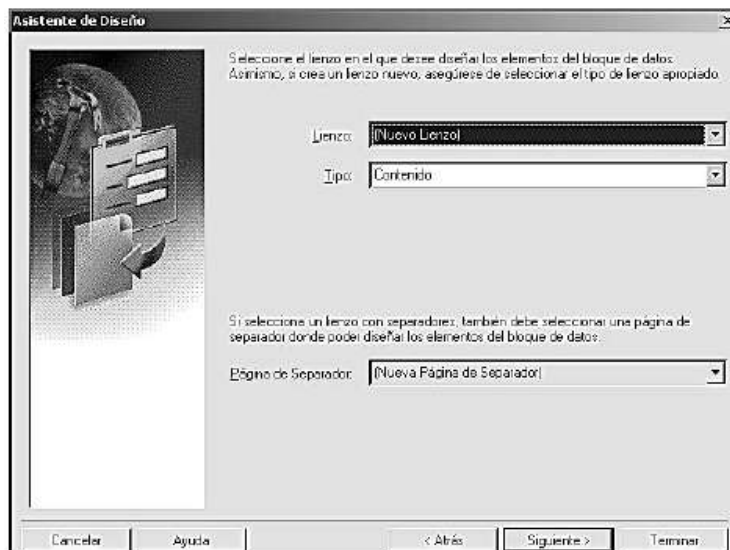 Asistente de Diseño
Seleccione el lienzo en el que desee diseñar los elementos del bloque de datos.
Asimismo, si crea un lienzo nuevo, asegúrese de seleccionar el tipo de lienzo apropiado.
Lienzo: (Nuevo Lienzo)
Tipo: Contenido
Si selecciona un lienzo con separadores, también debe seleccionar una página de
separador donde poder diseñar los elementos del bloque de datos.
Página de Separador: (Nueva Página de Separador)
Cancelar Ayuda < Atrás Siguiente > Terminar